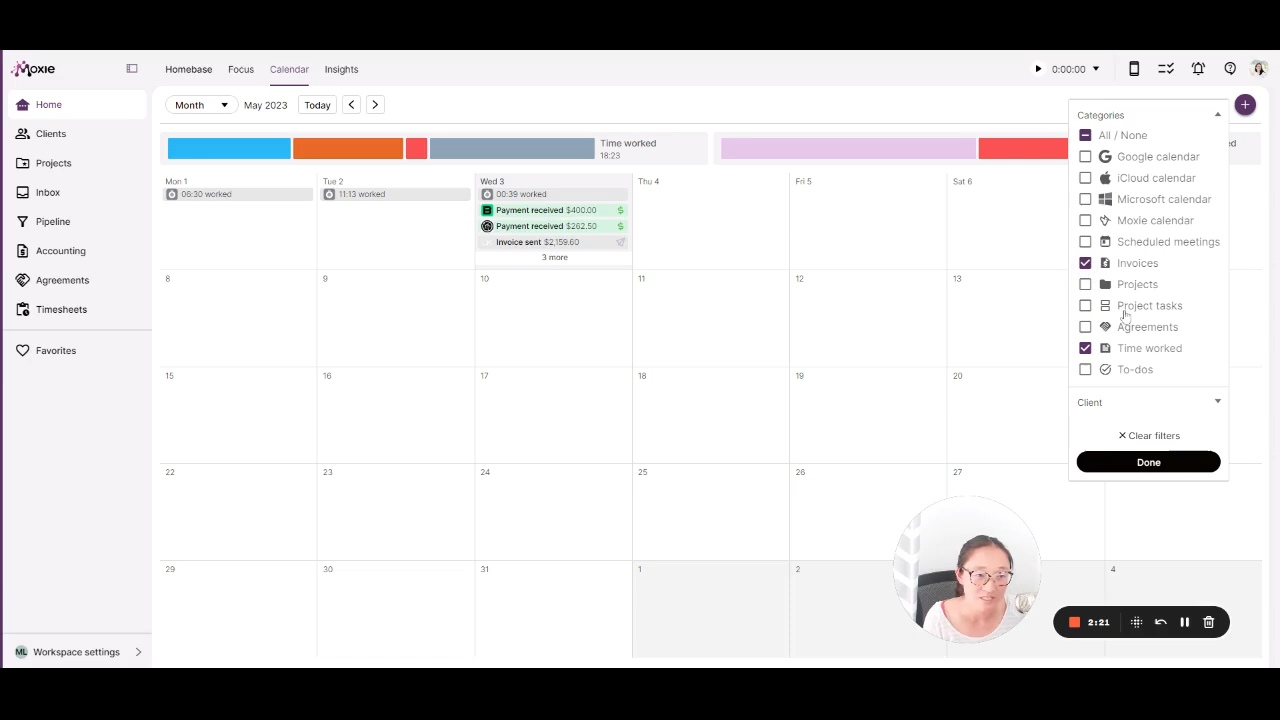 Moxie
Homebase Focus Calendar Insights
0:00:00
Home
Clients
Projects
Inbox
Pipeline
Accounting
Agreements
Timesheets
Favorites
ML Workspace settings
Month May 2023 Today
Time worked
18:23
Mon 1 Tue 2 Wed 3 Thu 4 Fri 5 Sat 6
06:30 worked 11:13 worked 00:39 worked
Payment received $400.00 $
Payment received $262.50 $
Invoice sent $2,159.60
3 more
8 9 10 11 12 13
15 16 17 18 19 20
22 23 24 25 26 27
29 30 31 1 2 4
Categories
All / None
Google calendar
iCloud calendar
Microsoft calendar
Moxie calendar
Scheduled meetings
Invoices
Projects
Project tasks
Agreements
Time worked
To-dos
Client
Clear filters
Done
2:21